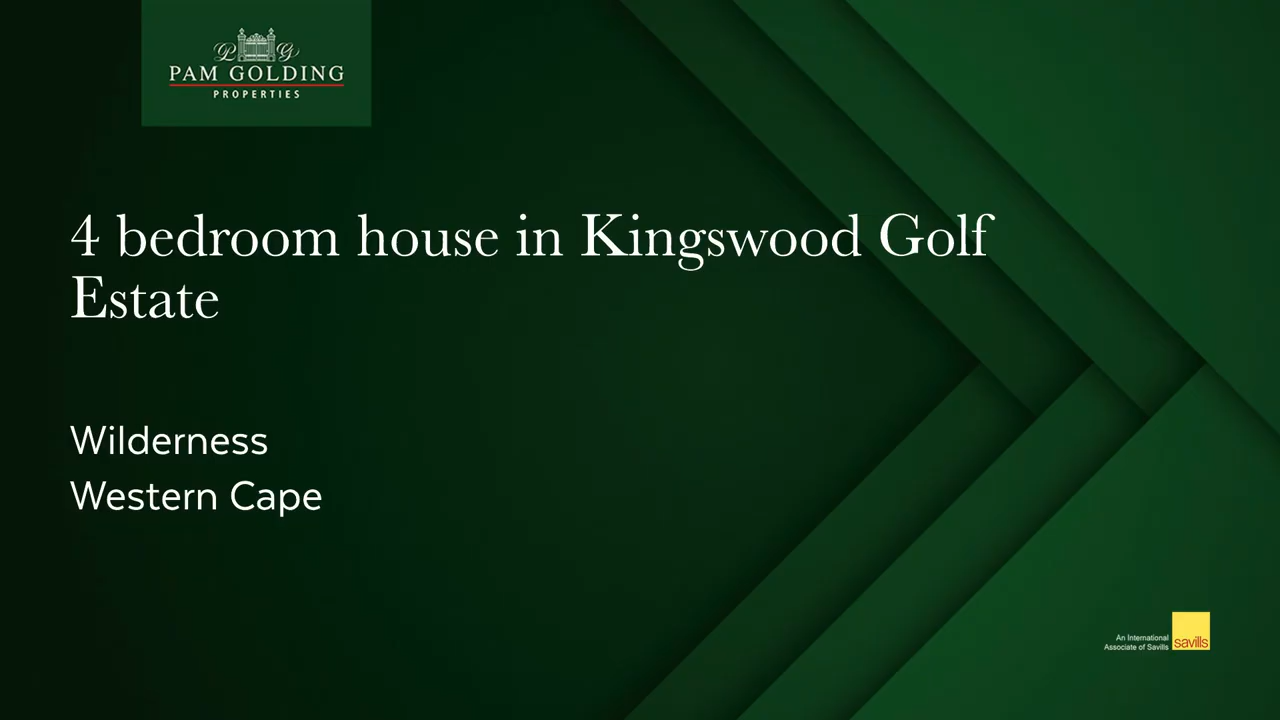 P G
PAM GOLDING
PROPERTIES
4 bedroom house in Kingswood Golf
Estate
Wilderness
Western Cape
An International
Associate of Savills
savills